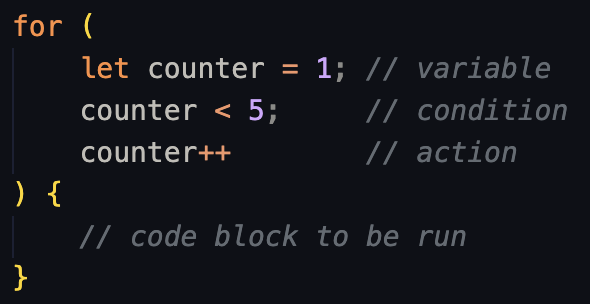 for (
    let counter = 1; // variable
    counter < 5;     // condition
    counter++        // action
) {
    // code block to be run
}